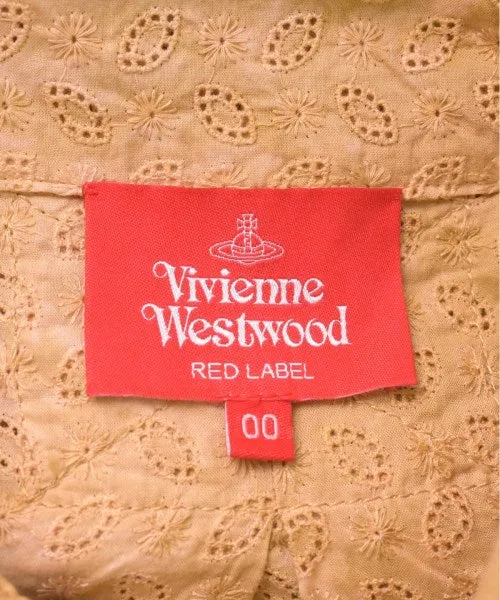 Vivienne
Westwood
RED LABEL
00